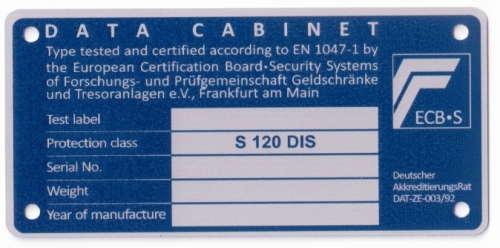 DATA CABINET
Type tested and certified according to EN 1047-1 by
the European Certification Board•Security Systems
of Forschungs- und Prüfgemeinschaft Geldschränke
und Tresoranlagen e.V., Frankfurt am Main
ECB•S
Test label
Protection class S 120 DIS
Serial No.
Weight
Year of manufacture
Deutscher
AkkreditierungsRat
DAT-ZE-003/92